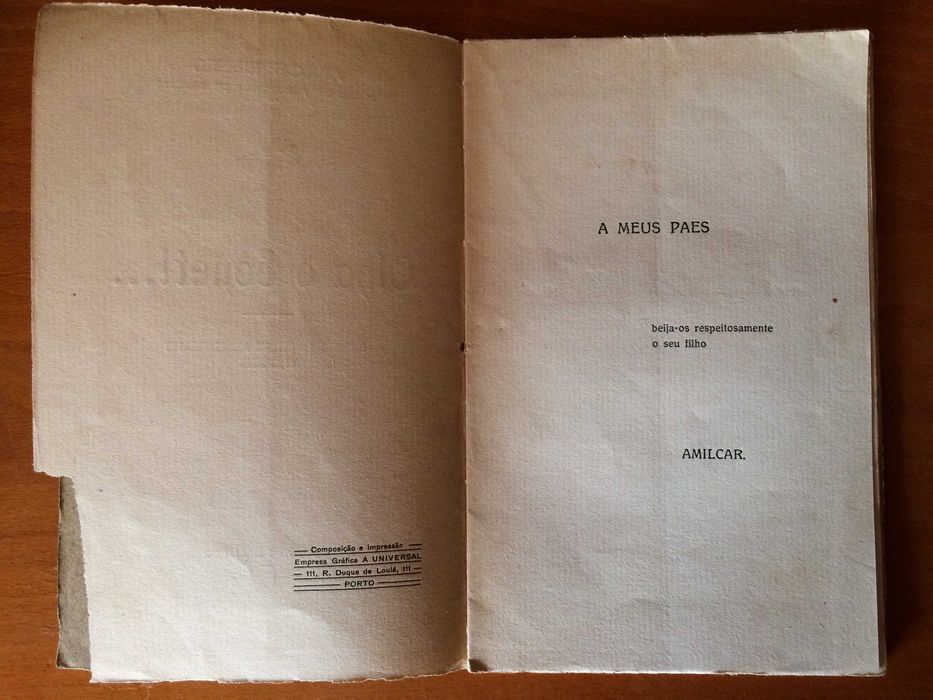 — Composição e impressão —
Empresa Gráfica A UNIVERSAL
— 111, R. Duque de Loulé, 111 —
— PORTO —
A MEUS PAES
beija-os respeitosamente
o seu filho
AMILCAR.